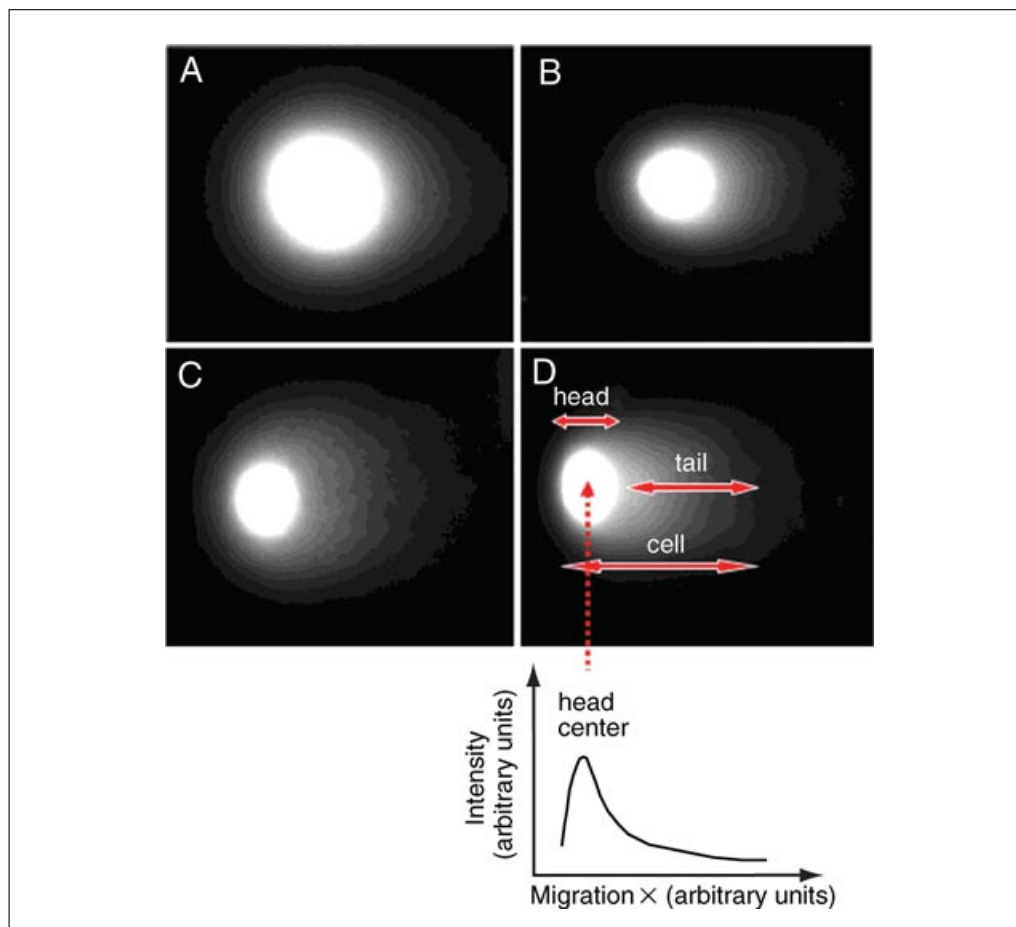 A
B
C
D
head
tail
cell
head
center
Intensity
(arbitrary units)
Migration × (arbitrary units)